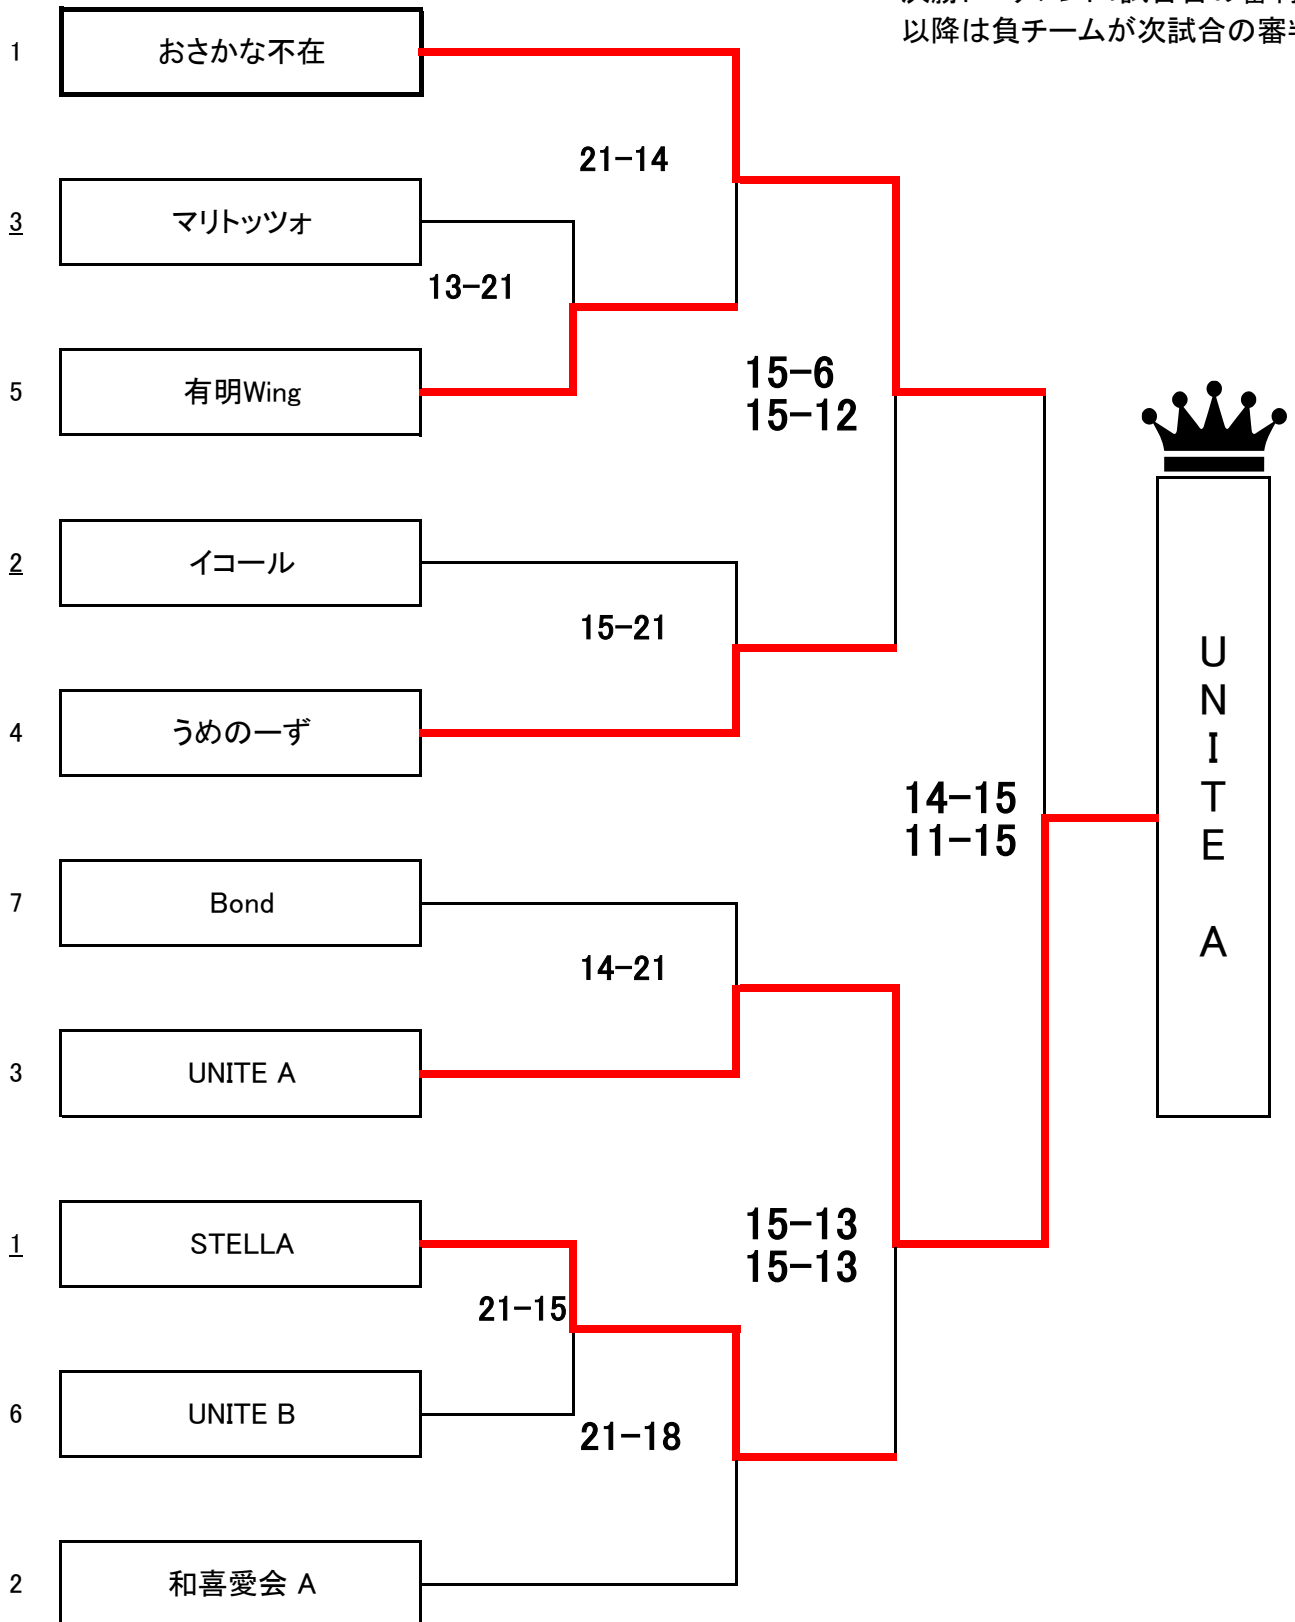 以降は負チームが次試合の審
1
おさかな不在
21-14
3
マリトッツォ
13-21
5
有明Wing
15-6
15-12
2
イコール
15-21
4
うめのーず
14-15
11-15
7
Bond
14-21
3
UNITE A
1
STELLA
15-13
15-13
21-15
6
UNITE B
21-18
2
和喜愛会 A
UNITE A